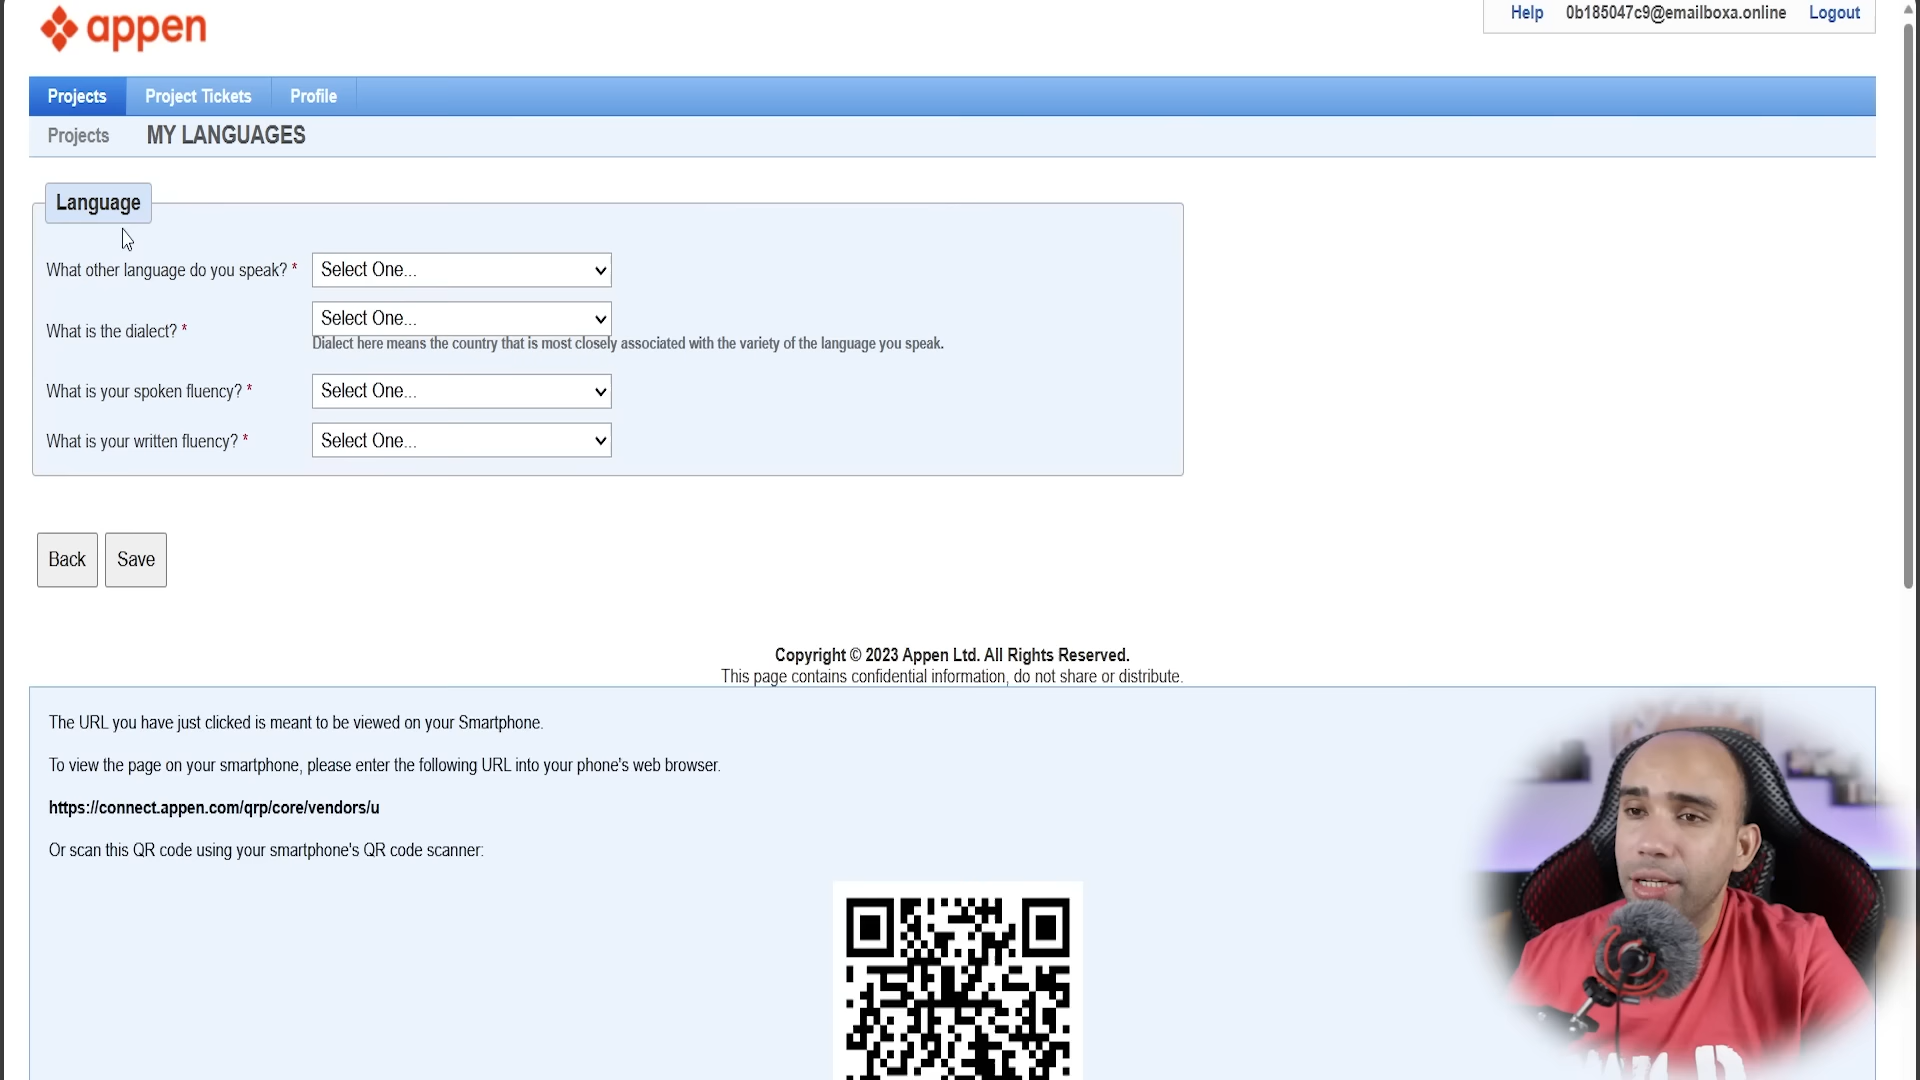 appen
Help 0b185047c9@emailboxa.online Logout
Projects Project Tickets Profile
Projects MY LANGUAGES
Language
What other language do you speak? * Select One...
What is the dialect? * Select One...
Dialect here means the country that is most closely associated with the variety of the language you speak.
What is your spoken fluency? * Select One...
What is your written fluency? * Select One...
Back Save
Copyright © 2023 Appen Ltd. All Rights Reserved.
This page contains confidential information, do not share or distribute.
The URL you have just clicked is meant to be viewed on your Smartphone.
To view the page on your smartphone, please enter the following URL into your phone's web browser.
https://connect.appen.com/qrp/core/vendors/u
Or scan this QR code using your smartphone's QR code scanner: